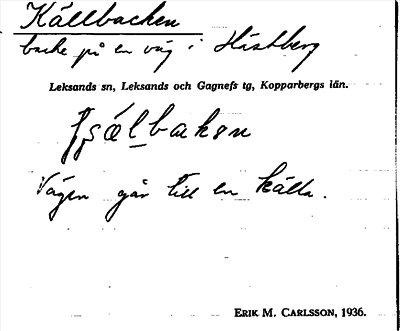 Källbacken
backe på en väg i Hästberg
Leksands sn, Leksands och Gagnefs tg, Kopparbergs län.
Vägen går till en källa.
ERIK M. CARLSSON, 1936.